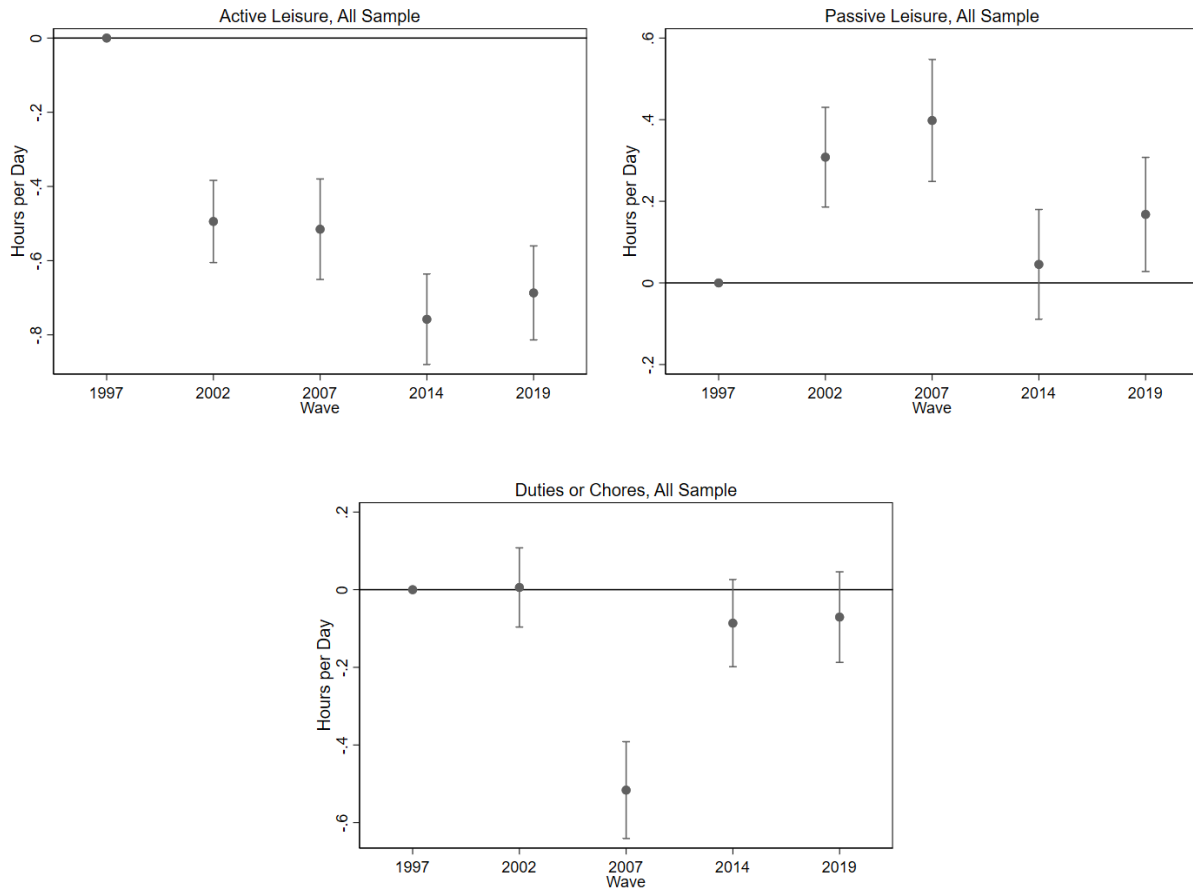 Active Leisure, All Sample
Hours per Day
0
-.2
-.4
-.6
-.8
1997 2002 2007 2014 2019
Wave
Passive Leisure, All Sample
Hours per Day
.6
.4
.2
0
-.2
1997 2002 2007 2014 2019
Wave
Duties or Chores, All Sample
Hours per Day
.2
0
-.2
-.4
-.6
1997 2002 2007 2014 2019
Wave